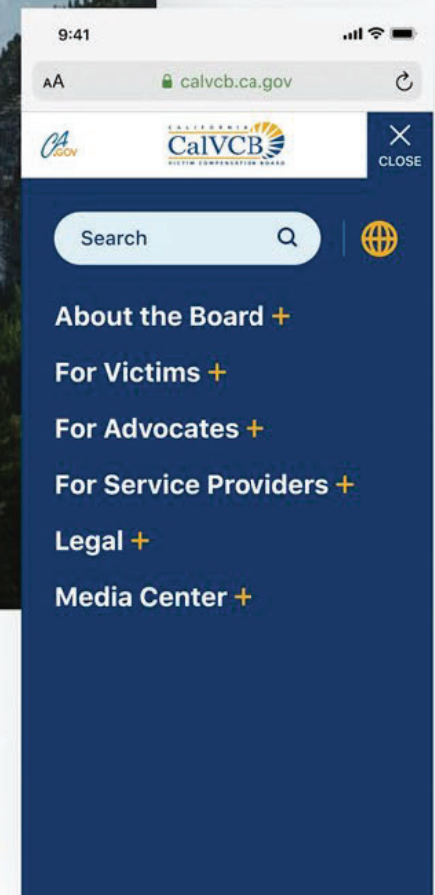 9:41
AA calvcb.ca.gov
CA.GOV
CALIFORNIA
CalVCB
VICTIM COMPENSATION BOARD
CLOSE
Search
About the Board +
For Victims +
For Advocates +
For Service Providers +
Legal +
Media Center +